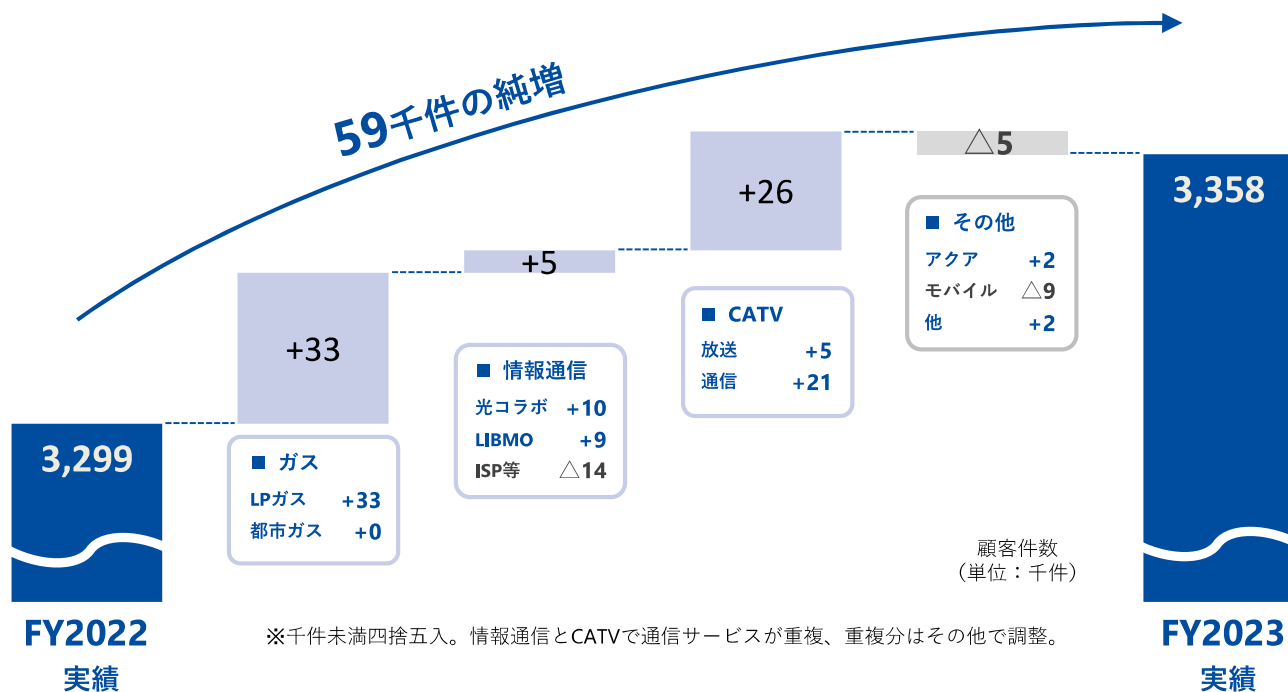 59千件の純増
3,299
FY2022
実績
+33
■ ガス
LPガス +33
都市ガス +0
+5
■ 情報通信
光コラボ +10
LIBMO +9
ISP等 △14
+26
■ CATV
放送 +5
通信 +21
△5
■ その他
アクア +2
モバイル △9
他 +2
3,358
FY2023
実績
顧客件数
（単位：千件）
※千件未満四捨五入。情報通信とCATVで通信サービスが重複、重複分はその他で調整。